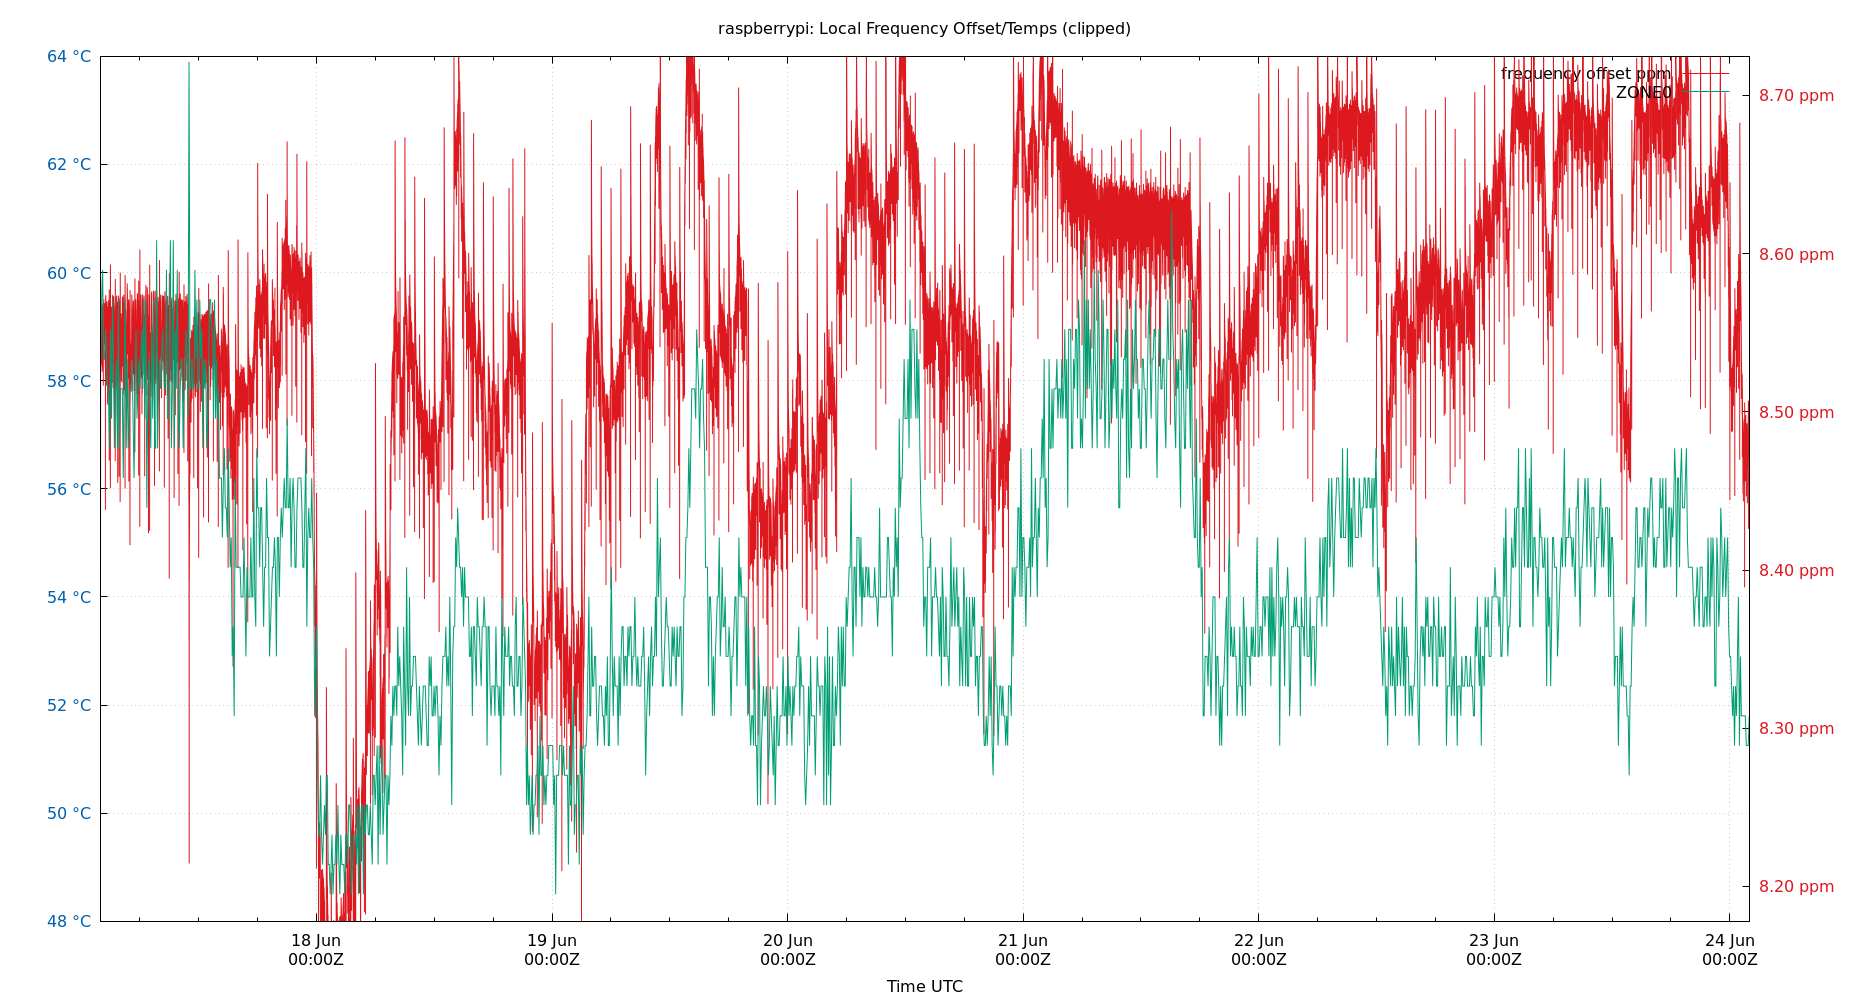 raspberrypi: Local Frequency Offset/Temps (clipped)
64 °C
62 °C
60 °C
58 °C
56 °C
54 °C
52 °C
50 °C
48 °C
frequency offset ppm
ZONE0
8.70 ppm
8.60 ppm
8.50 ppm
8.40 ppm
8.30 ppm
8.20 ppm
18 Jun
00:00Z
19 Jun
00:00Z
20 Jun
00:00Z
21 Jun
00:00Z
22 Jun
00:00Z
23 Jun
00:00Z
24 Jun
00:00Z
Time UTC